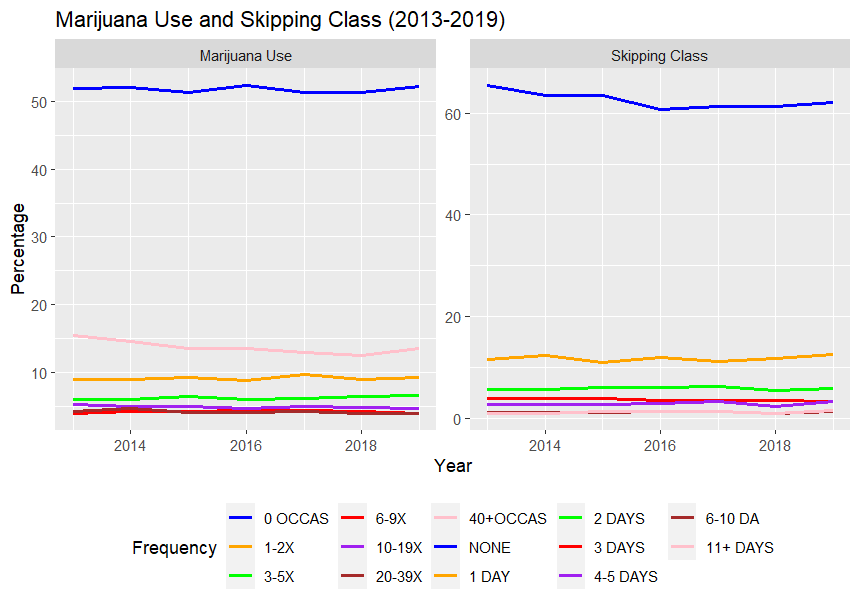 Marijuana Use and Skipping Class (2013-2019)
Marijuana Use
Skipping Class
Percentage
50
40
30
20
10
60
40
20
0
2014 2016 2018
2014 2016 2018
Year
Frequency
0 OCCAS 6-9X 40+OCCAS 2 DAYS 6-10 DA
1-2X 10-19X NONE 3 DAYS 11+ DAYS
3-5X 20-39X 1 DAY 4-5 DAYS